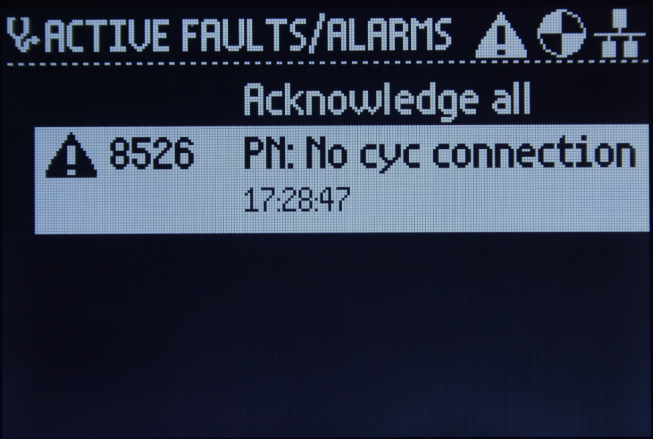 ACTIVE FAULTS/ALARMS
Acknowledge all
8526 PN: No cyc connection
17:28:47